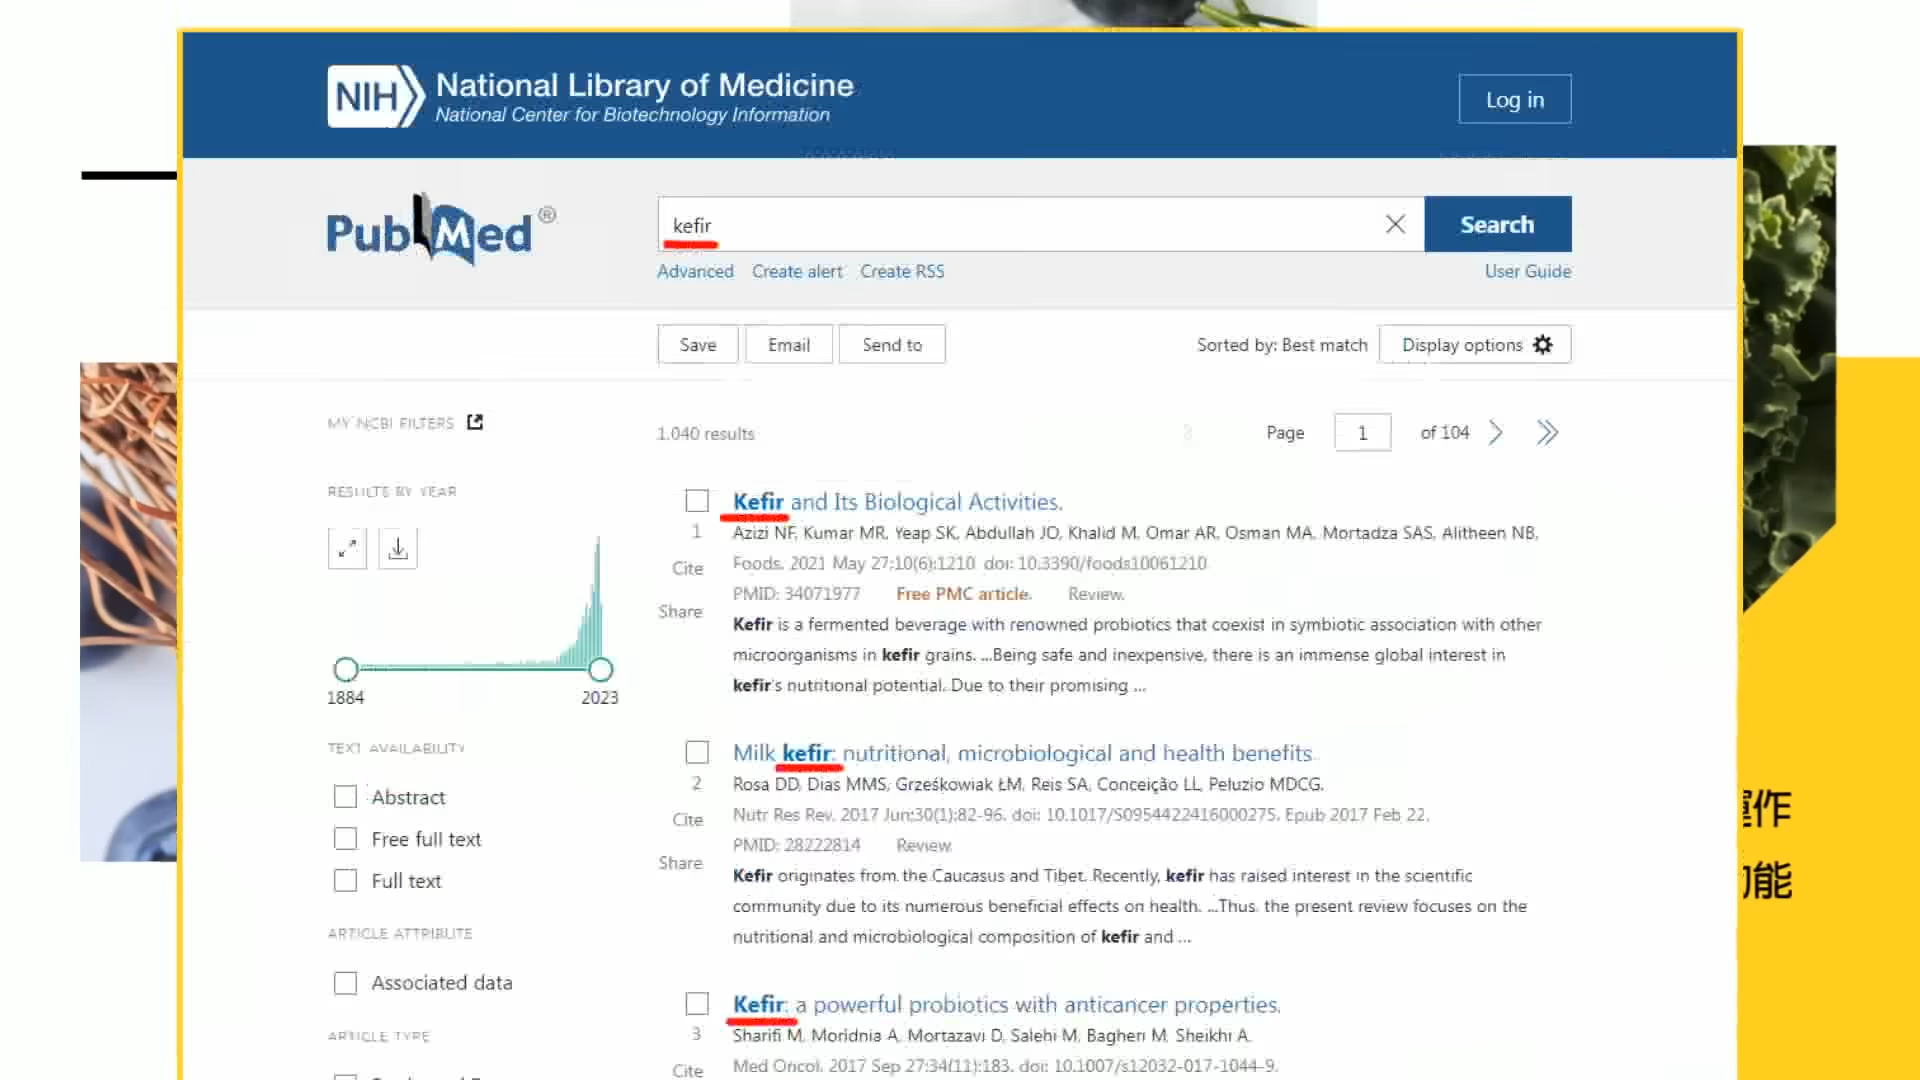 NIH National Library of Medicine
National Center for Biotechnology Information
Log in
PubMed®
kefir
Search
Advanced Create alert Create RSS
User Guide
Save Email Send to
Sorted by: Best match Display options
MY NCBI FILTERS
1,040 results
Page 1 of 104
RESULTS BY YEAR
1884 2023
TEXT AVAILABILITY
Abstract
Free full text
Full text
ARTICLE ATTRIBUTE
Associated data
ARTICLE TYPE
Kefir and Its Biological Activities.
1
Azizi NF, Kumar MR, Yeap SK, Abdullah JO, Khalid M, Omar AR, Osman MA, Mortadza SAS, Alitheen NB.
Cite
Foods. 2021 May 27;10(6):1210. doi: 10.3390/foods10061210.
PMID: 34071977 Free PMC article. Review.
Share
Kefir is a fermented beverage with renowned probiotics that coexist in symbiotic association with other
microorganisms in kefir grains. ...Being safe and inexpensive, there is an immense global interest in
kefir's nutritional potential. Due to their promising ...
Milk kefir: nutritional, microbiological and health benefits.
2
Rosa DD, Dias MMS, Grześkowiak ŁM, Reis SA, Conceição LL, Peluzio MDCG.
Cite
Nutr Res Rev. 2017 Jun;30(1):82-96. doi: 10.1017/S0954422416000275. Epub 2017 Feb 22.
PMID: 28222814 Review.
Share
Kefir originates from the Caucasus and Tibet. Recently, kefir has raised interest in the scientific
community due to its numerous beneficial effects on health. ...Thus, the present review focuses on the
nutritional and microbiological composition of kefir and ...
Kefir: a powerful probiotics with anticancer properties.
3
Sharifi M, Moridnia A, Mortazavi D, Salehi M, Bagheri M, Sheikhi A.
Cite
Med Oncol. 2017 Sep 27;34(11):183. doi: 10.1007/s12032-017-1044-9.
作
能